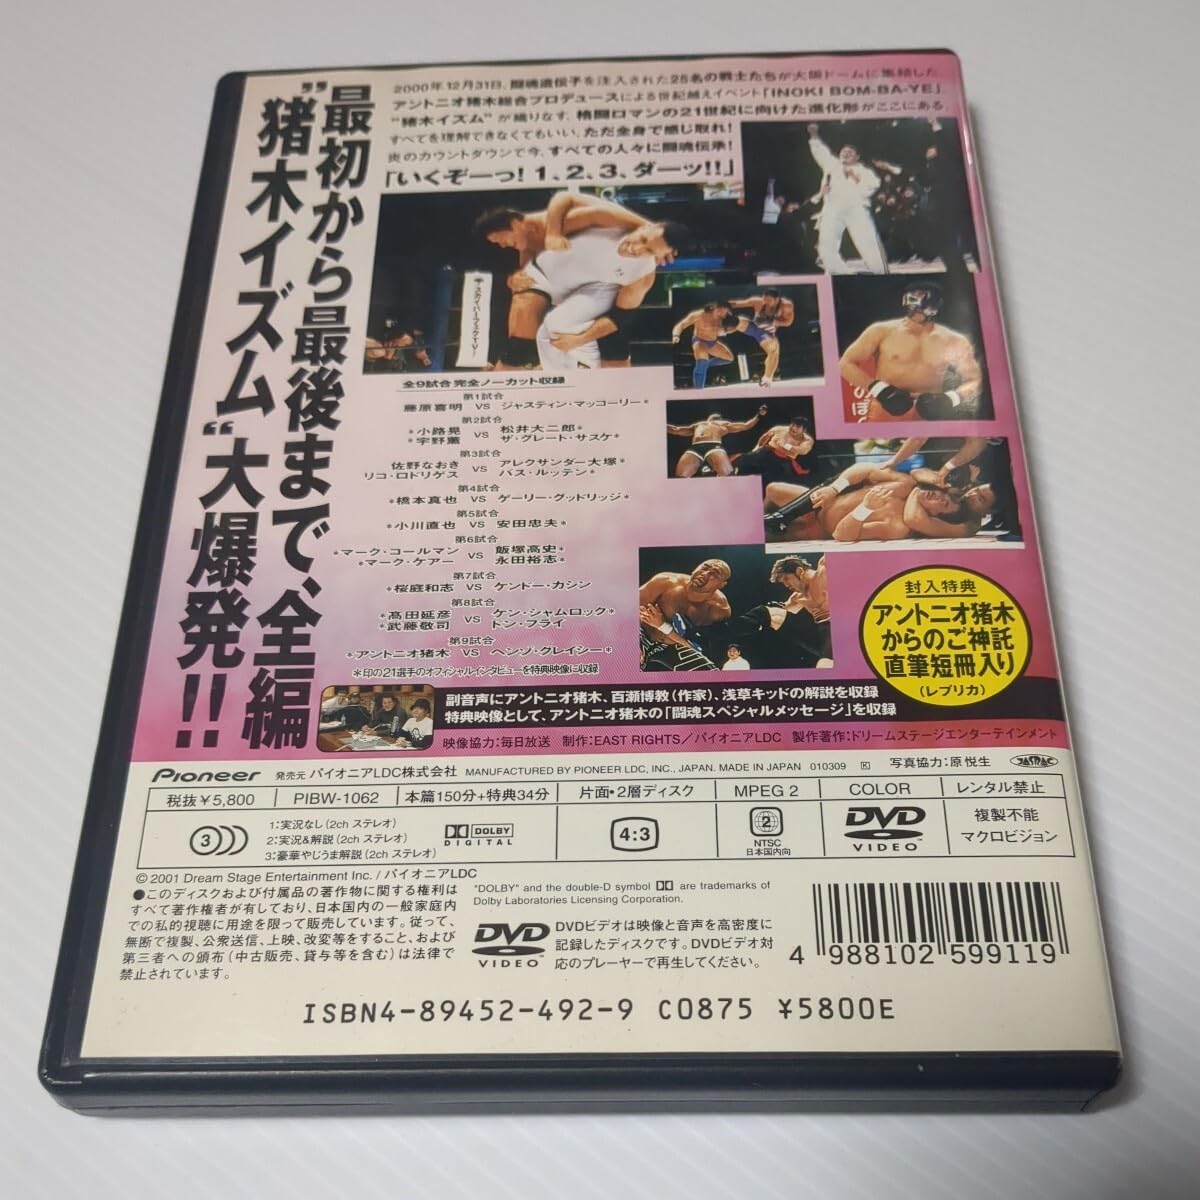 ”最初から最後まで、全編
猪木イズム“大爆発!!
2000年12月31日、闘魂遺伝子を注入された25名の戦士たちが大阪ドームに集結した。
アントニオ猪木総合プロデュースによる世紀越えイベント「INOKI BOM-BA-YE」
“猪木イズム”が織りなす、格闘ロマンの21世紀に向けた進化形がここにある。
すべてを理解できなくてもいい、ただ全身で感じ取れ!
炎のカウントダウンで今、すべての人々に闘魂伝承!
「いくぞーっ! 1、2、3、ダーッ!!」
スカイパーフェクTV!
全9試合 完全ノーカット収録
第1試合
藤原喜明 VS ジャスティン・マッコーリー*
第2試合
*小路晃 VS 松井大二郎*
*宇野薫 ザ・グレート・サスケ*
第3試合
佐野なおき VS アレクサンダー大塚*
リコ・ロドリゲス バス・ルッテン*
第4試合
*橋本真也 VS ゲーリー・グッドリッジ*
第5試合
*小川直也 VS 安田忠夫*
第6試合
*マーク・コールマン VS 飯塚高史*
*マーク・ケアー 永田裕志*
第7試合
*桜庭和志 VS ケンドー・カシン
第8試合
*高田延彦 VS ケン・シャムロック*
*武藤敬司 ドン・フライ
第9試合
*アントニオ猪木 VS ヘンゾ・グレイシー*
*印の21選手のオフィシャルインタビューを特典映像に収録
封入特典
アントニオ猪木
からのご神託
直筆短冊入り
(レプリカ)
副音声にアントニオ猪木、百瀬博教(作家)、浅草キッドの解説を収録
特典映像として、アントニオ猪木の「闘魂スペシャルメッセージ」を収録
映像協力:毎日放送 制作:EAST RIGHTS/パイオニアLDC 製作著作:ドリームステージエンターテインメント
Pioneer 発売元 パイオニアLDC株式会社 MANUFACTURED BY PIONEER LDC, INC., JAPAN. MADE IN JAPAN 010309 K 写真協力:原 悦生 JASRAC
税抜¥5,800 PIBW-1062 本篇150分+特典34分 片面・2層ディスク MPEG 2 COLOR レンタル禁止
3
1:実況なし(2ch ステレオ)
2:実況&解説(2ch ステレオ)
3:豪華やじうま解説(2ch ステレオ)
DOLBY
DIGITAL
4:3
2
NTSC
日本国内向
DVD
VIDEO
複製不能
マクロビジョン
© 2001 Dream Stage Entertainment Inc. / パイオニアLDC
●このディスクおよび付属品の著作物に関する権利は
すべて著作権者が有しており、日本国内の一般家庭内
での私的視聴に用途を限って販売しています。従って、
無断で複製、公衆送信、上映、改変等をすること、および
第三者への頒布(中古販売、貸与等を含む)は法律で
禁止されています。
"DOLBY" and the double-D symbol are trademarks of
Dolby Laboratories Licensing Corporation.
DVD
VIDEO
DVDビデオは映像と音声を高密度に
記録したディスクです。DVDビデオ対
応のプレーヤーで再生してください。
4 988102 599119
ISBN4-89452-492-9 C0875 ¥5800E